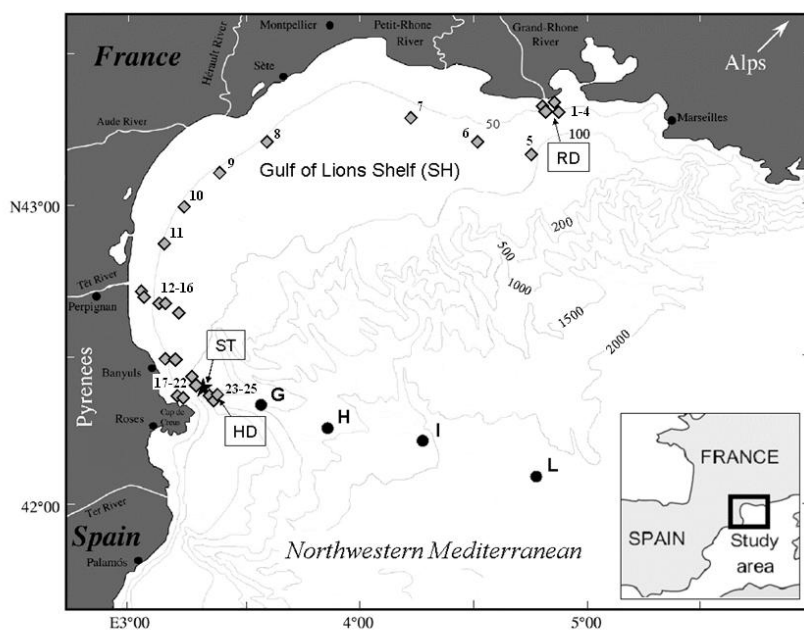 Montpellier
Petit-Rhone
River
Grand-Rhone
River
France
Hérault River
Sète
Alps
Marseilles
Aude River
1-4
5
6
7
8
9
10
11
12-16
17-22
23-25
50
100
200
500
1000
1500
2000
RD
Gulf of Lions Shelf (SH)
N43°00
Têt River
Perpignan
ST
Banyuls
Pyrenees
Roses
Cap de
Creus
HD
G
H
I
L
42°00
Ter River
Spain
Palamós
Northwestern Mediterranean
FRANCE
SPAIN
Study
area
E3°00
4°00
5°00